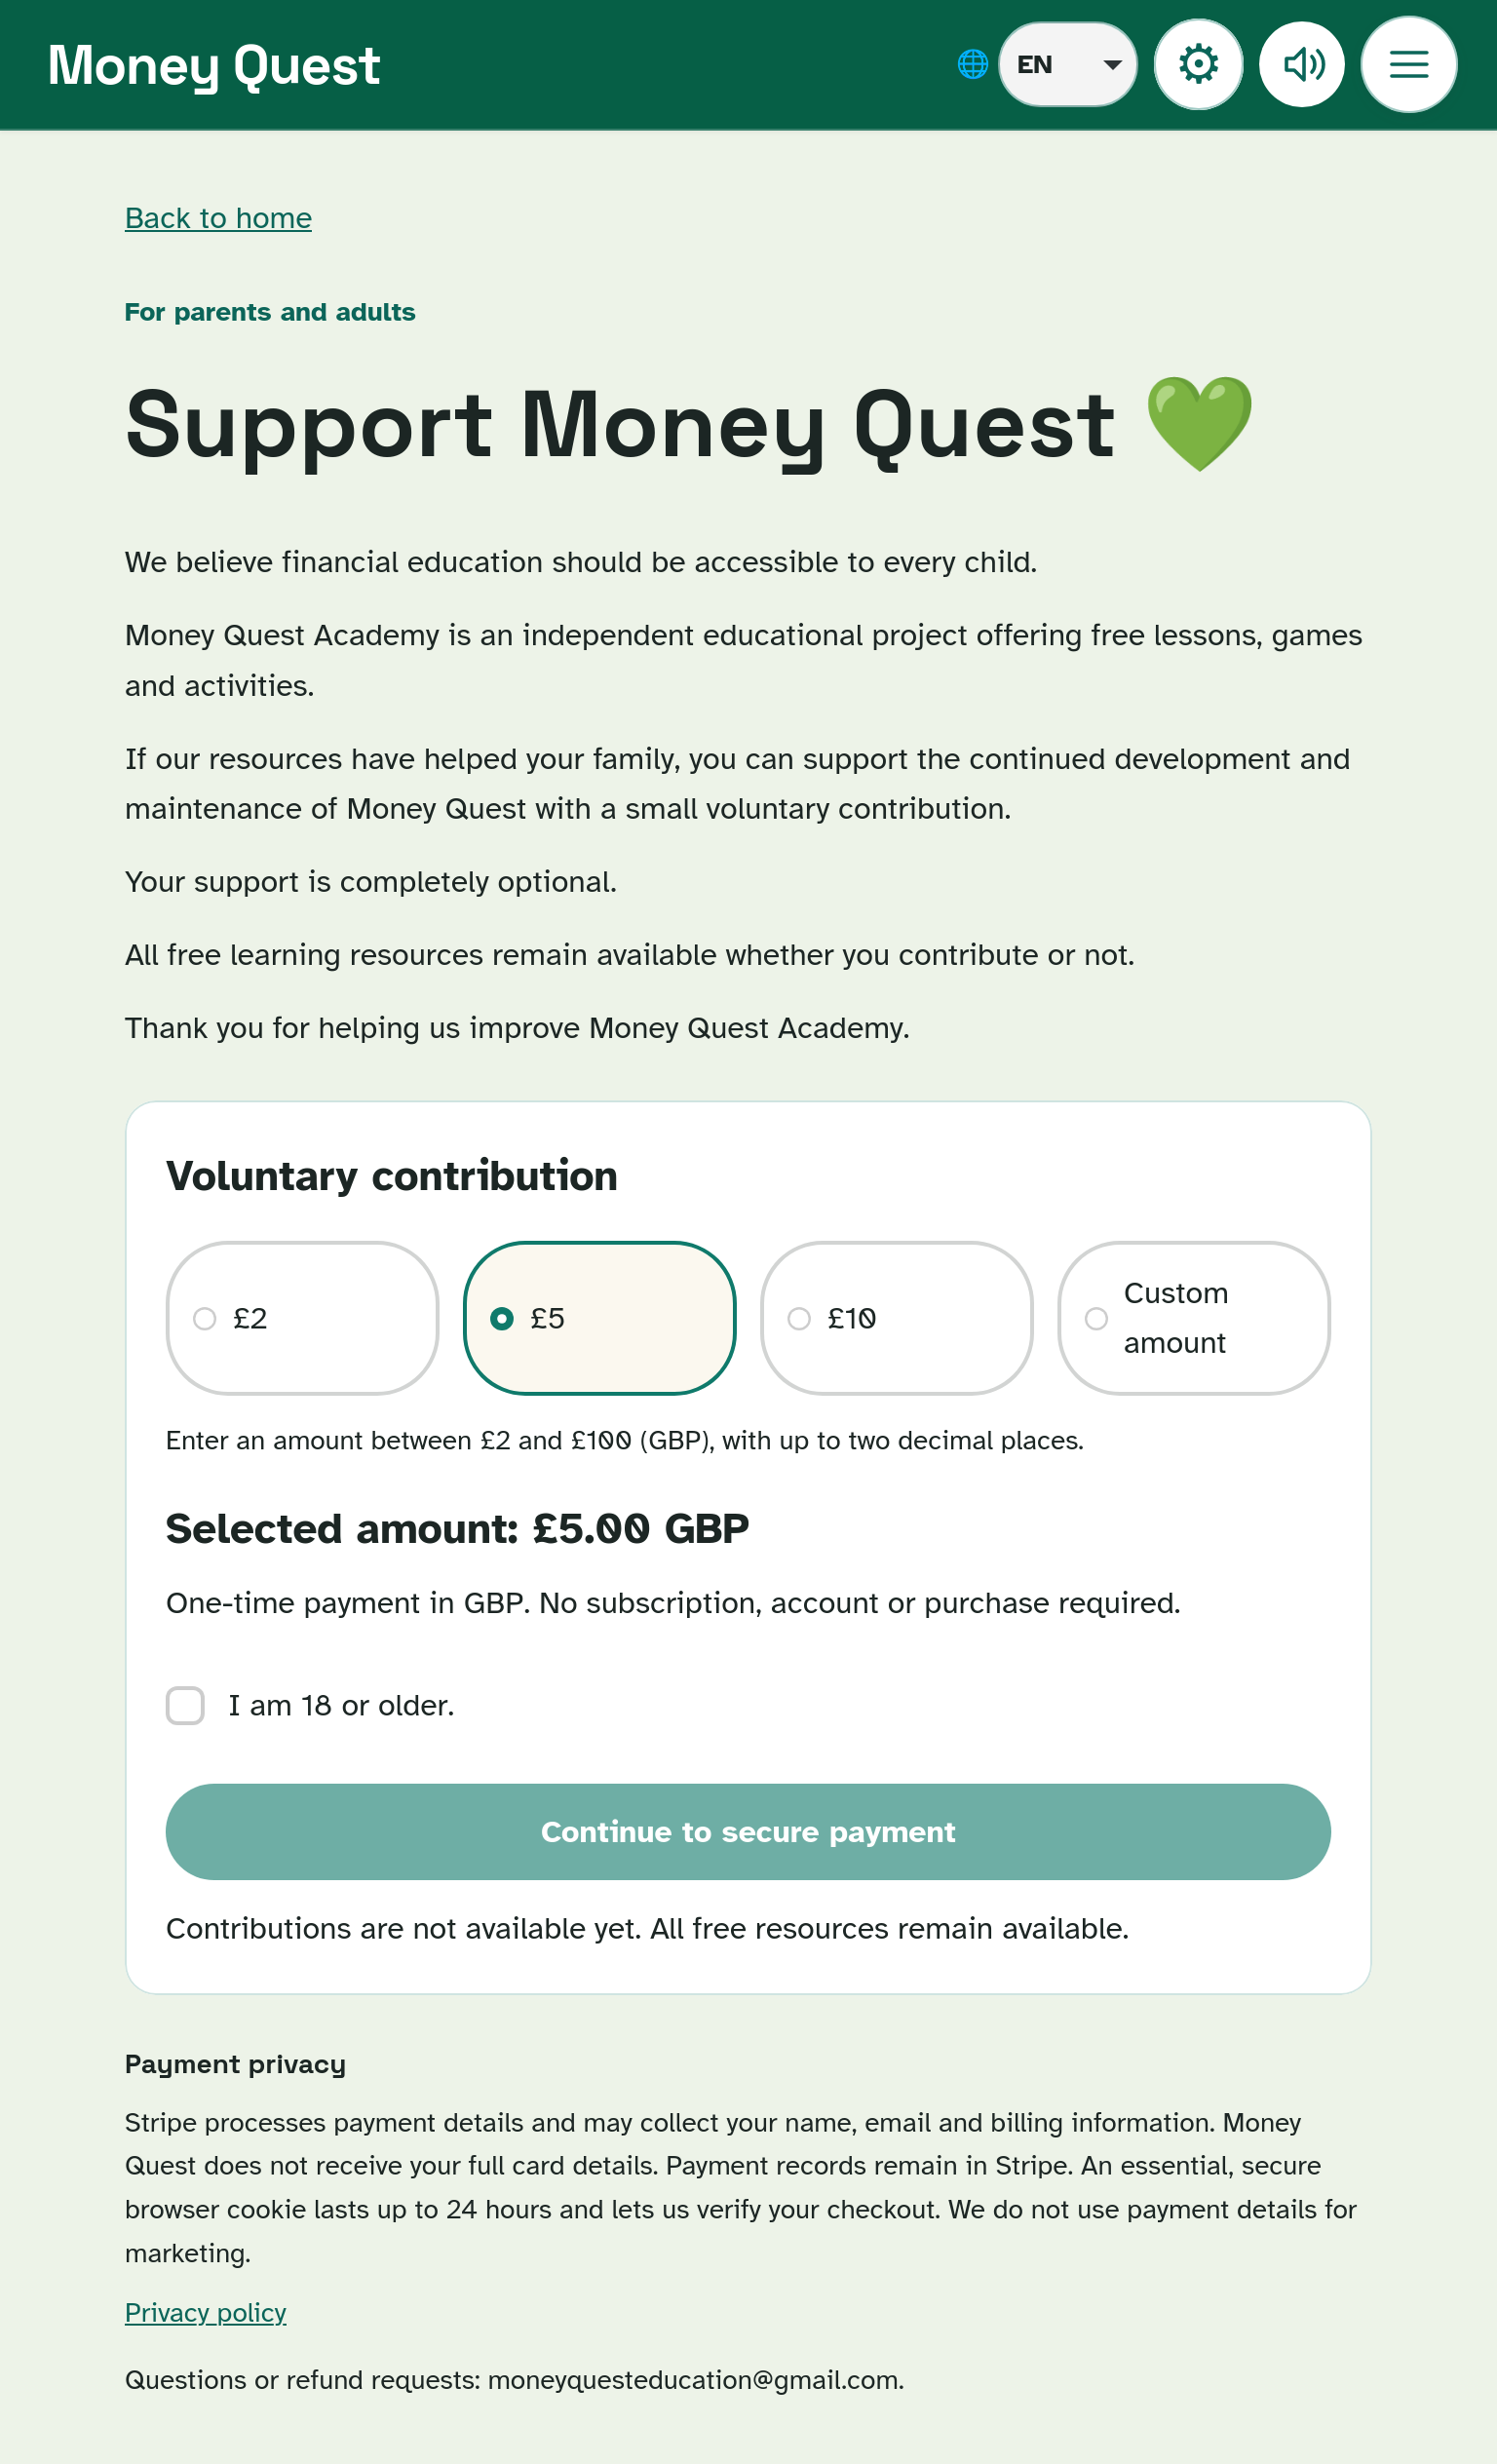 Money Quest
EN
Back to home
For parents and adults
Support Money Quest 💚
We believe financial education should be accessible to every child.
Money Quest Academy is an independent educational project offering free lessons, games
and activities.
If our resources have helped your family, you can support the continued development and
maintenance of Money Quest with a small voluntary contribution.
Your support is completely optional.
All free learning resources remain available whether you contribute or not.
Thank you for helping us improve Money Quest Academy.
Voluntary contribution
£2
£5
£10
Custom
amount
Enter an amount between £2 and £100 (GBP), with up to two decimal places.
Selected amount: £5.00 GBP
One-time payment in GBP. No subscription, account or purchase required.
I am 18 or older.
Continue to secure payment
Contributions are not available yet. All free resources remain available.
Payment privacy
Stripe processes payment details and may collect your name, email and billing information. Money
Quest does not receive your full card details. Payment records remain in Stripe. An essential, secure
browser cookie lasts up to 24 hours and lets us verify your checkout. We do not use payment details for
marketing.
Privacy policy
Questions or refund requests: moneyquesteducation@gmail.com.